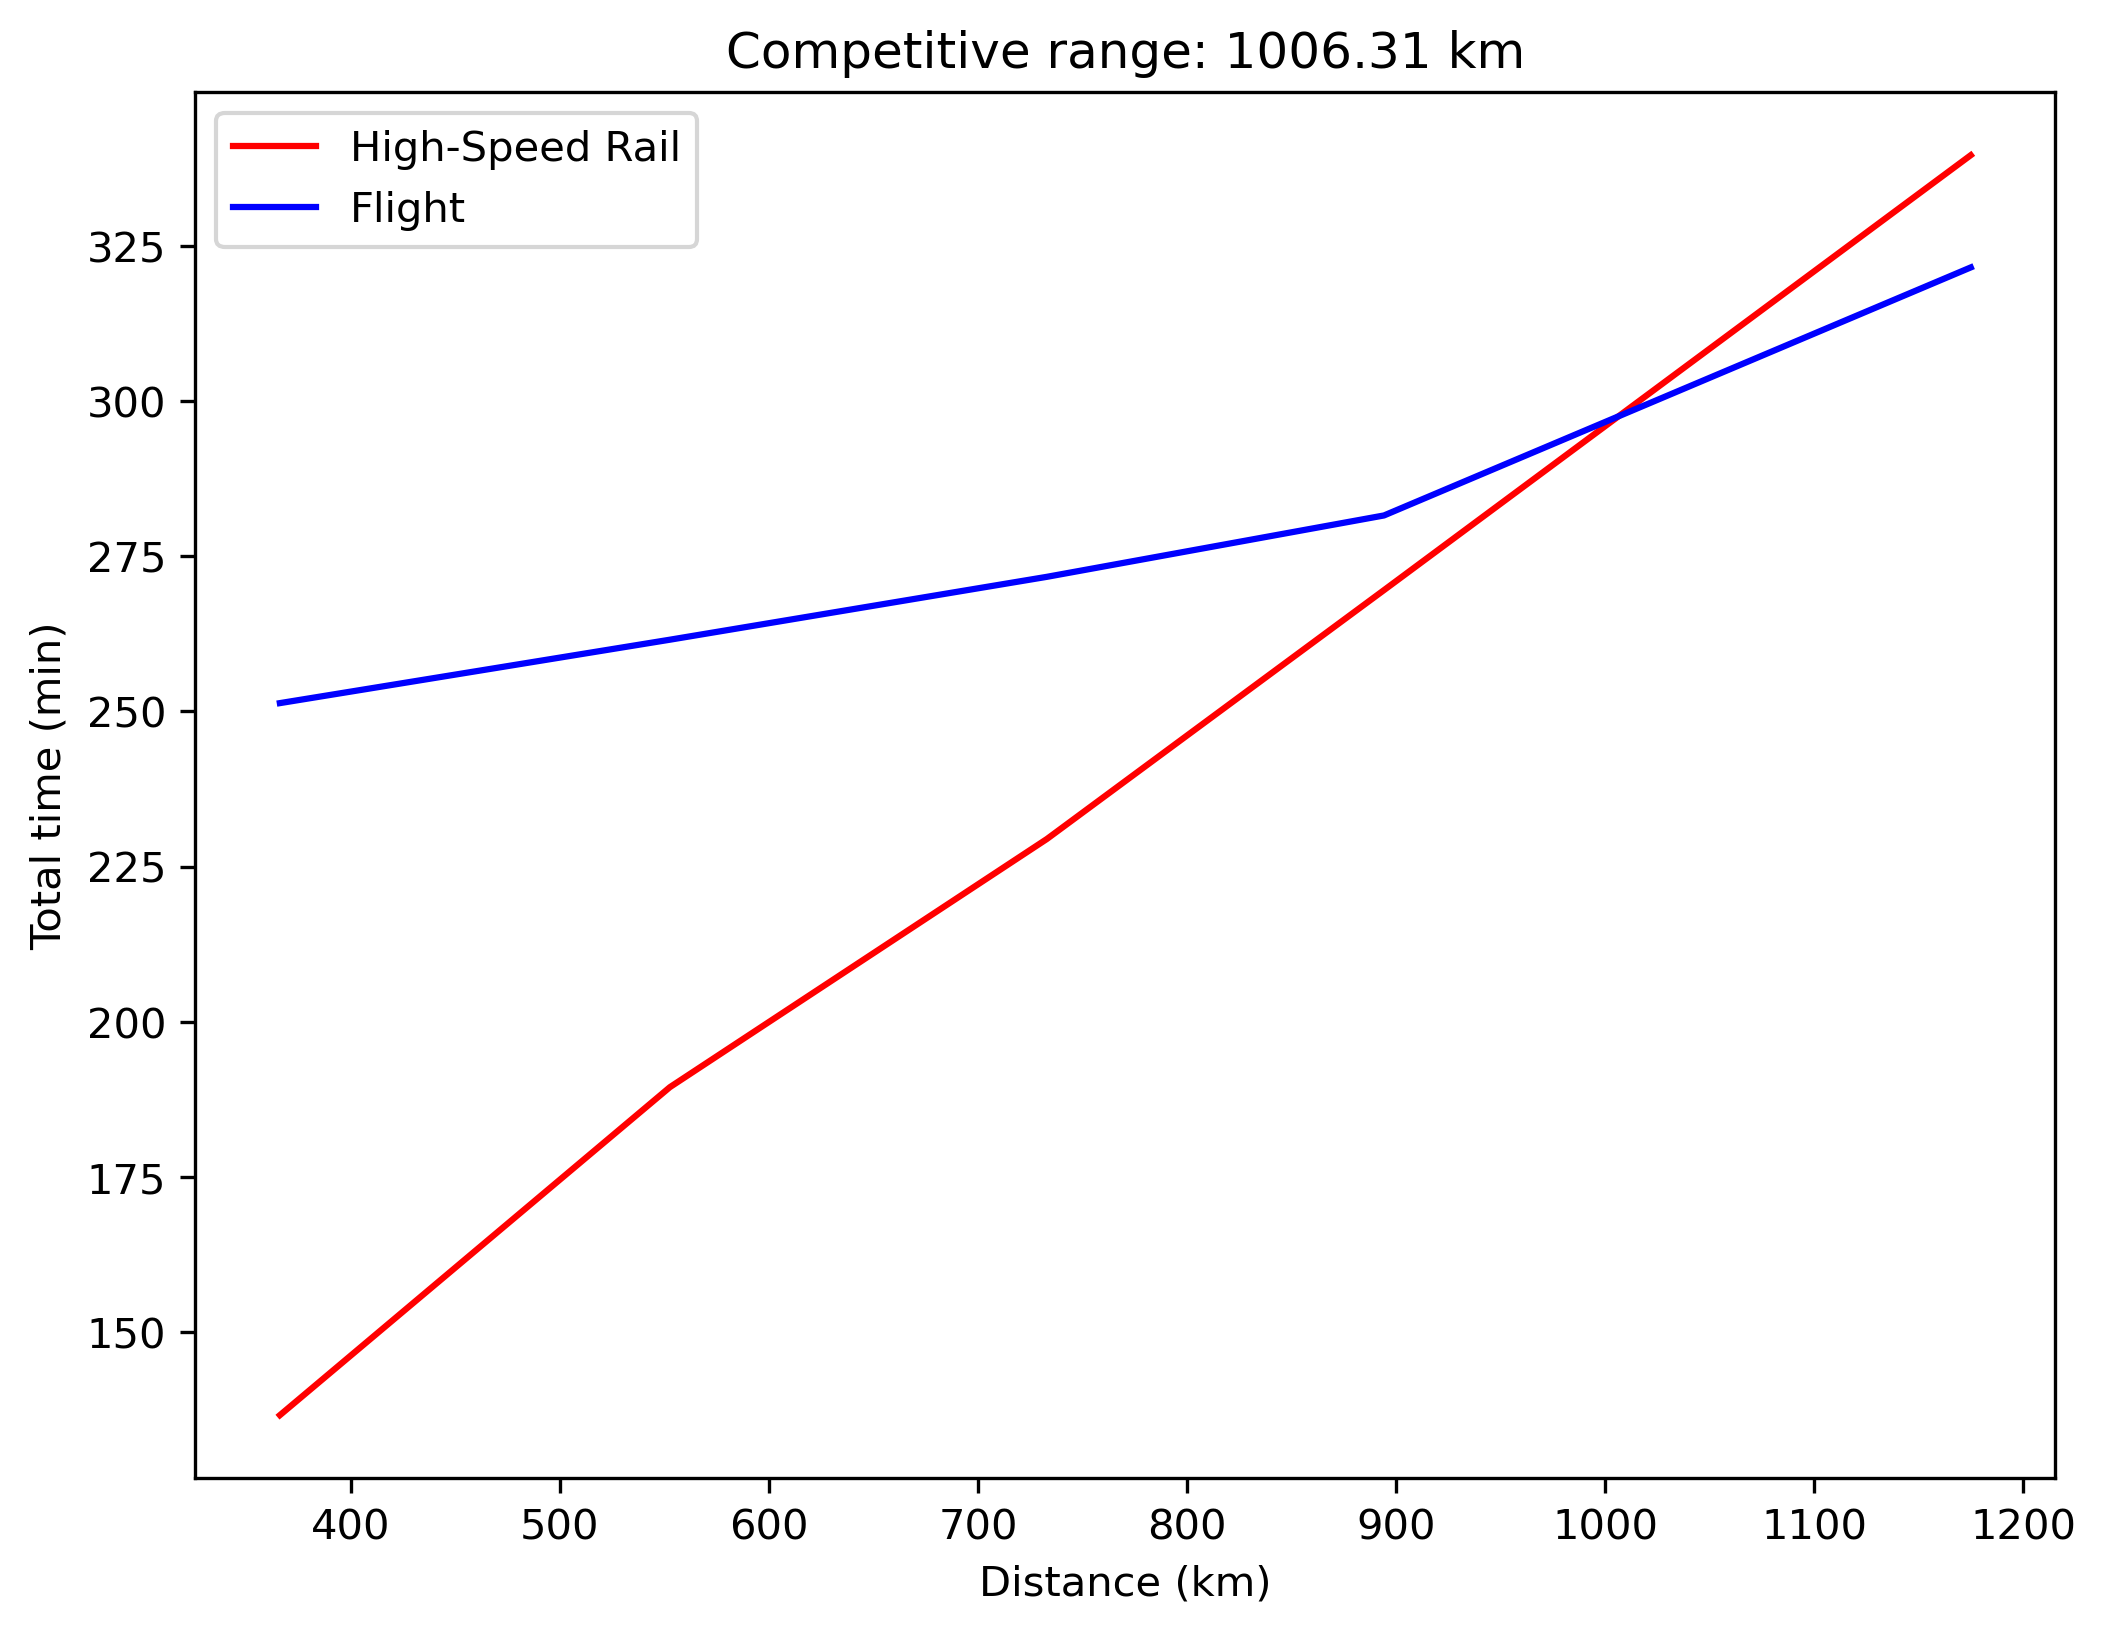 Competitive range: 1006.31 km
High-Speed Rail
Flight
325
300
275
250
225
200
175
150
Total time (min)
400 500 600 700 800 900 1000 1100 1200
Distance (km)